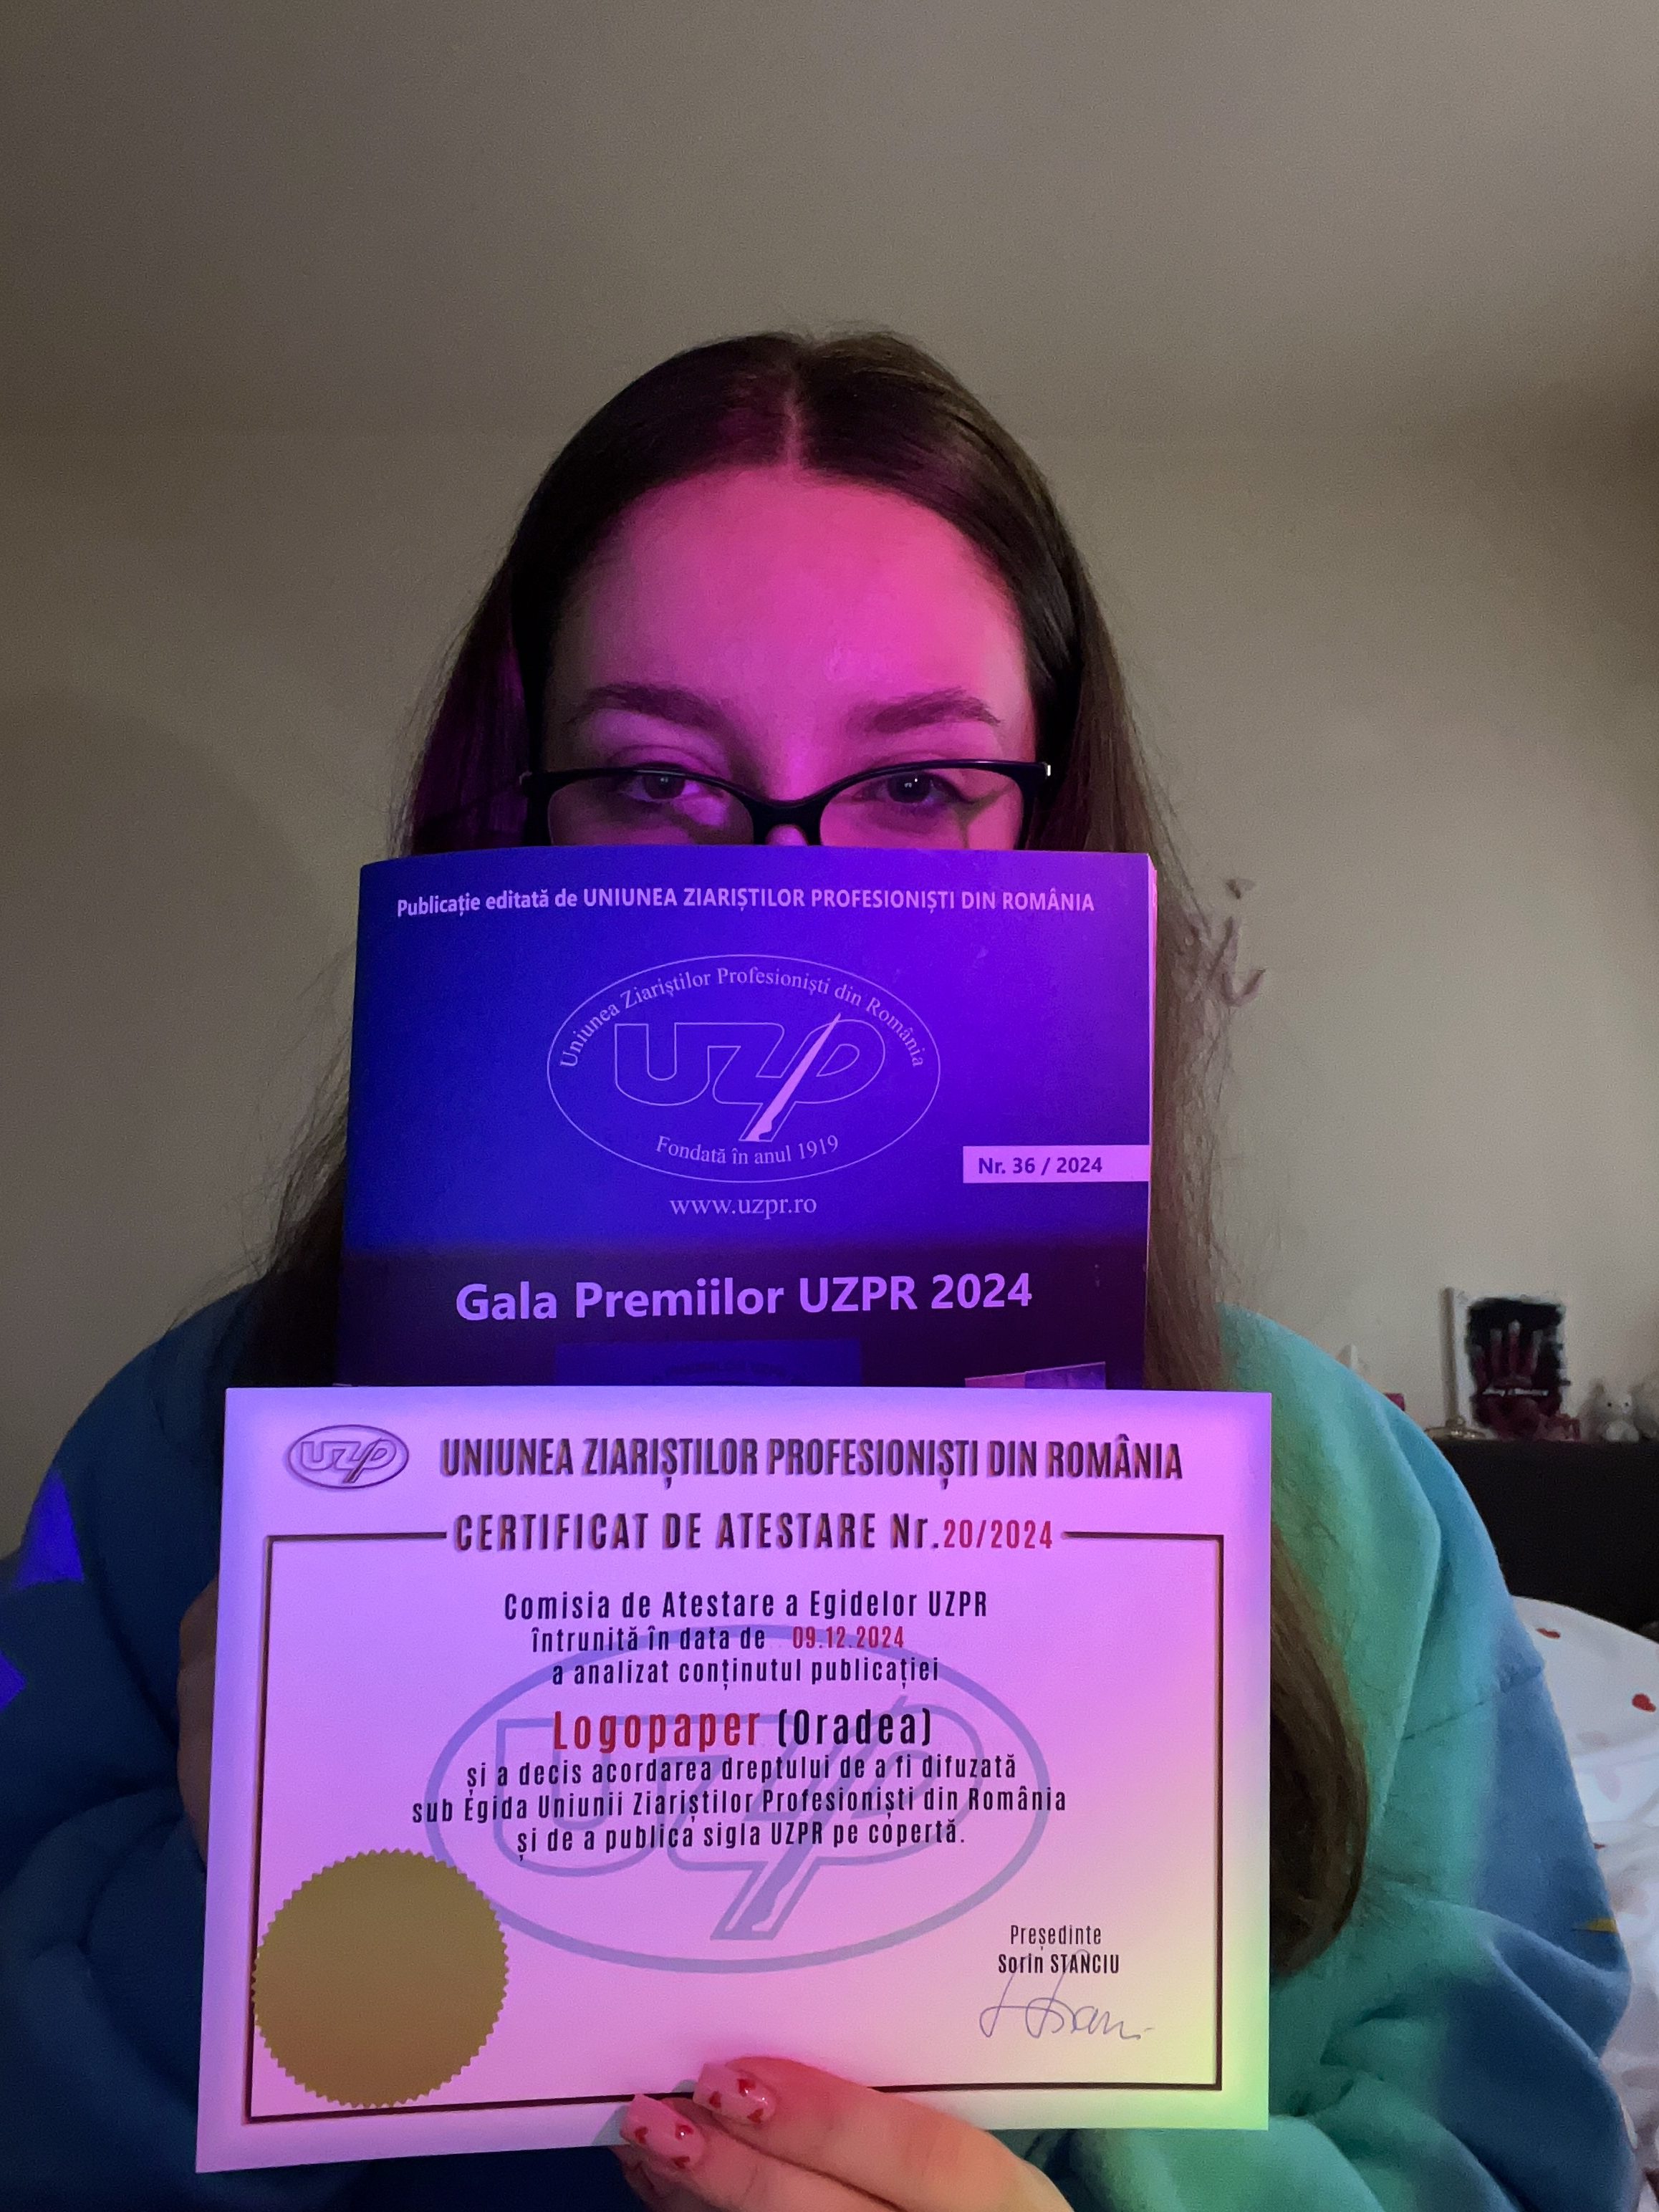 Publicație editată de UNIUNEA ZIARIȘTILOR PROFESIONIȘTI DIN ROMÂNIA
Uniunea Ziariștilor Profesioniști din România
UZP
Fondată în anul 1919
Nr. 36 / 2024
www.uzpr.ro
Gala Premiilor UZPR 2024
UZP
UNIUNEA ZIARIȘTILOR PROFESIONIȘTI DIN ROMÂNIA
CERTIFICAT DE ATESTARE Nr.20/2024
Comisia de Atestare a Egidelor UZPR
întrunită în data de 09.12.2024
a analizat conținutul publicației
Logopaper (Oradea)
și a decis acordarea dreptului de a fi difuzată
sub Egida Uniunii Ziariștilor Profesioniști din România
și de a publica sigla UZPR pe copertă.
UZP
Președinte
Sorin STANCIU